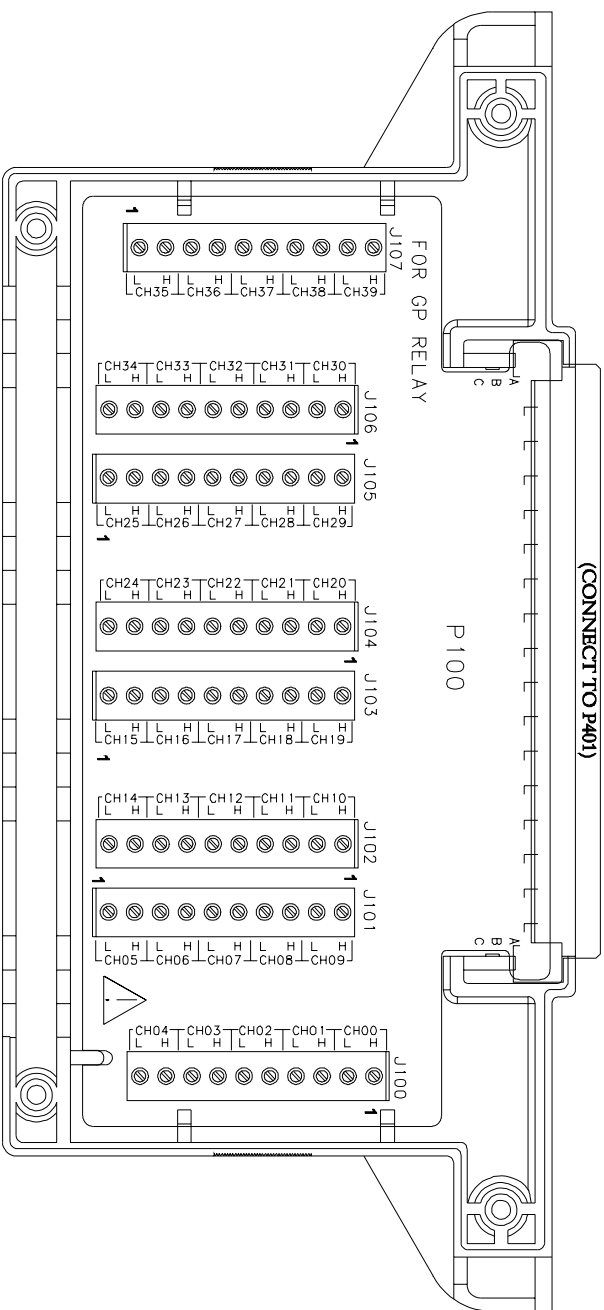 (CONNECT TO P401)
A
B
C
A
B
C
P100
FOR GP RELAY
J107
1
L H L H L H L H L H
CH35 CH36 CH37 CH38 CH39
CH34 CH33 CH32 CH31 CH30
L H L H L H L H L H
J106
1
J105
L H L H L H L H L H
CH25 CH26 CH27 CH28 CH29
1
CH24 CH23 CH22 CH21 CH20
L H L H L H L H L H
J104
1
J103
L H L H L H L H L H
CH15 CH16 CH17 CH18 CH19
1
CH14 CH13 CH12 CH11 CH10
L H L H L H L H L H
J102
1
1
J101
L H L H L H L H L H
CH05 CH06 CH07 CH08 CH09
!
CH04 CH03 CH02 CH01 CH00
L H L H L H L H L H
J100
1